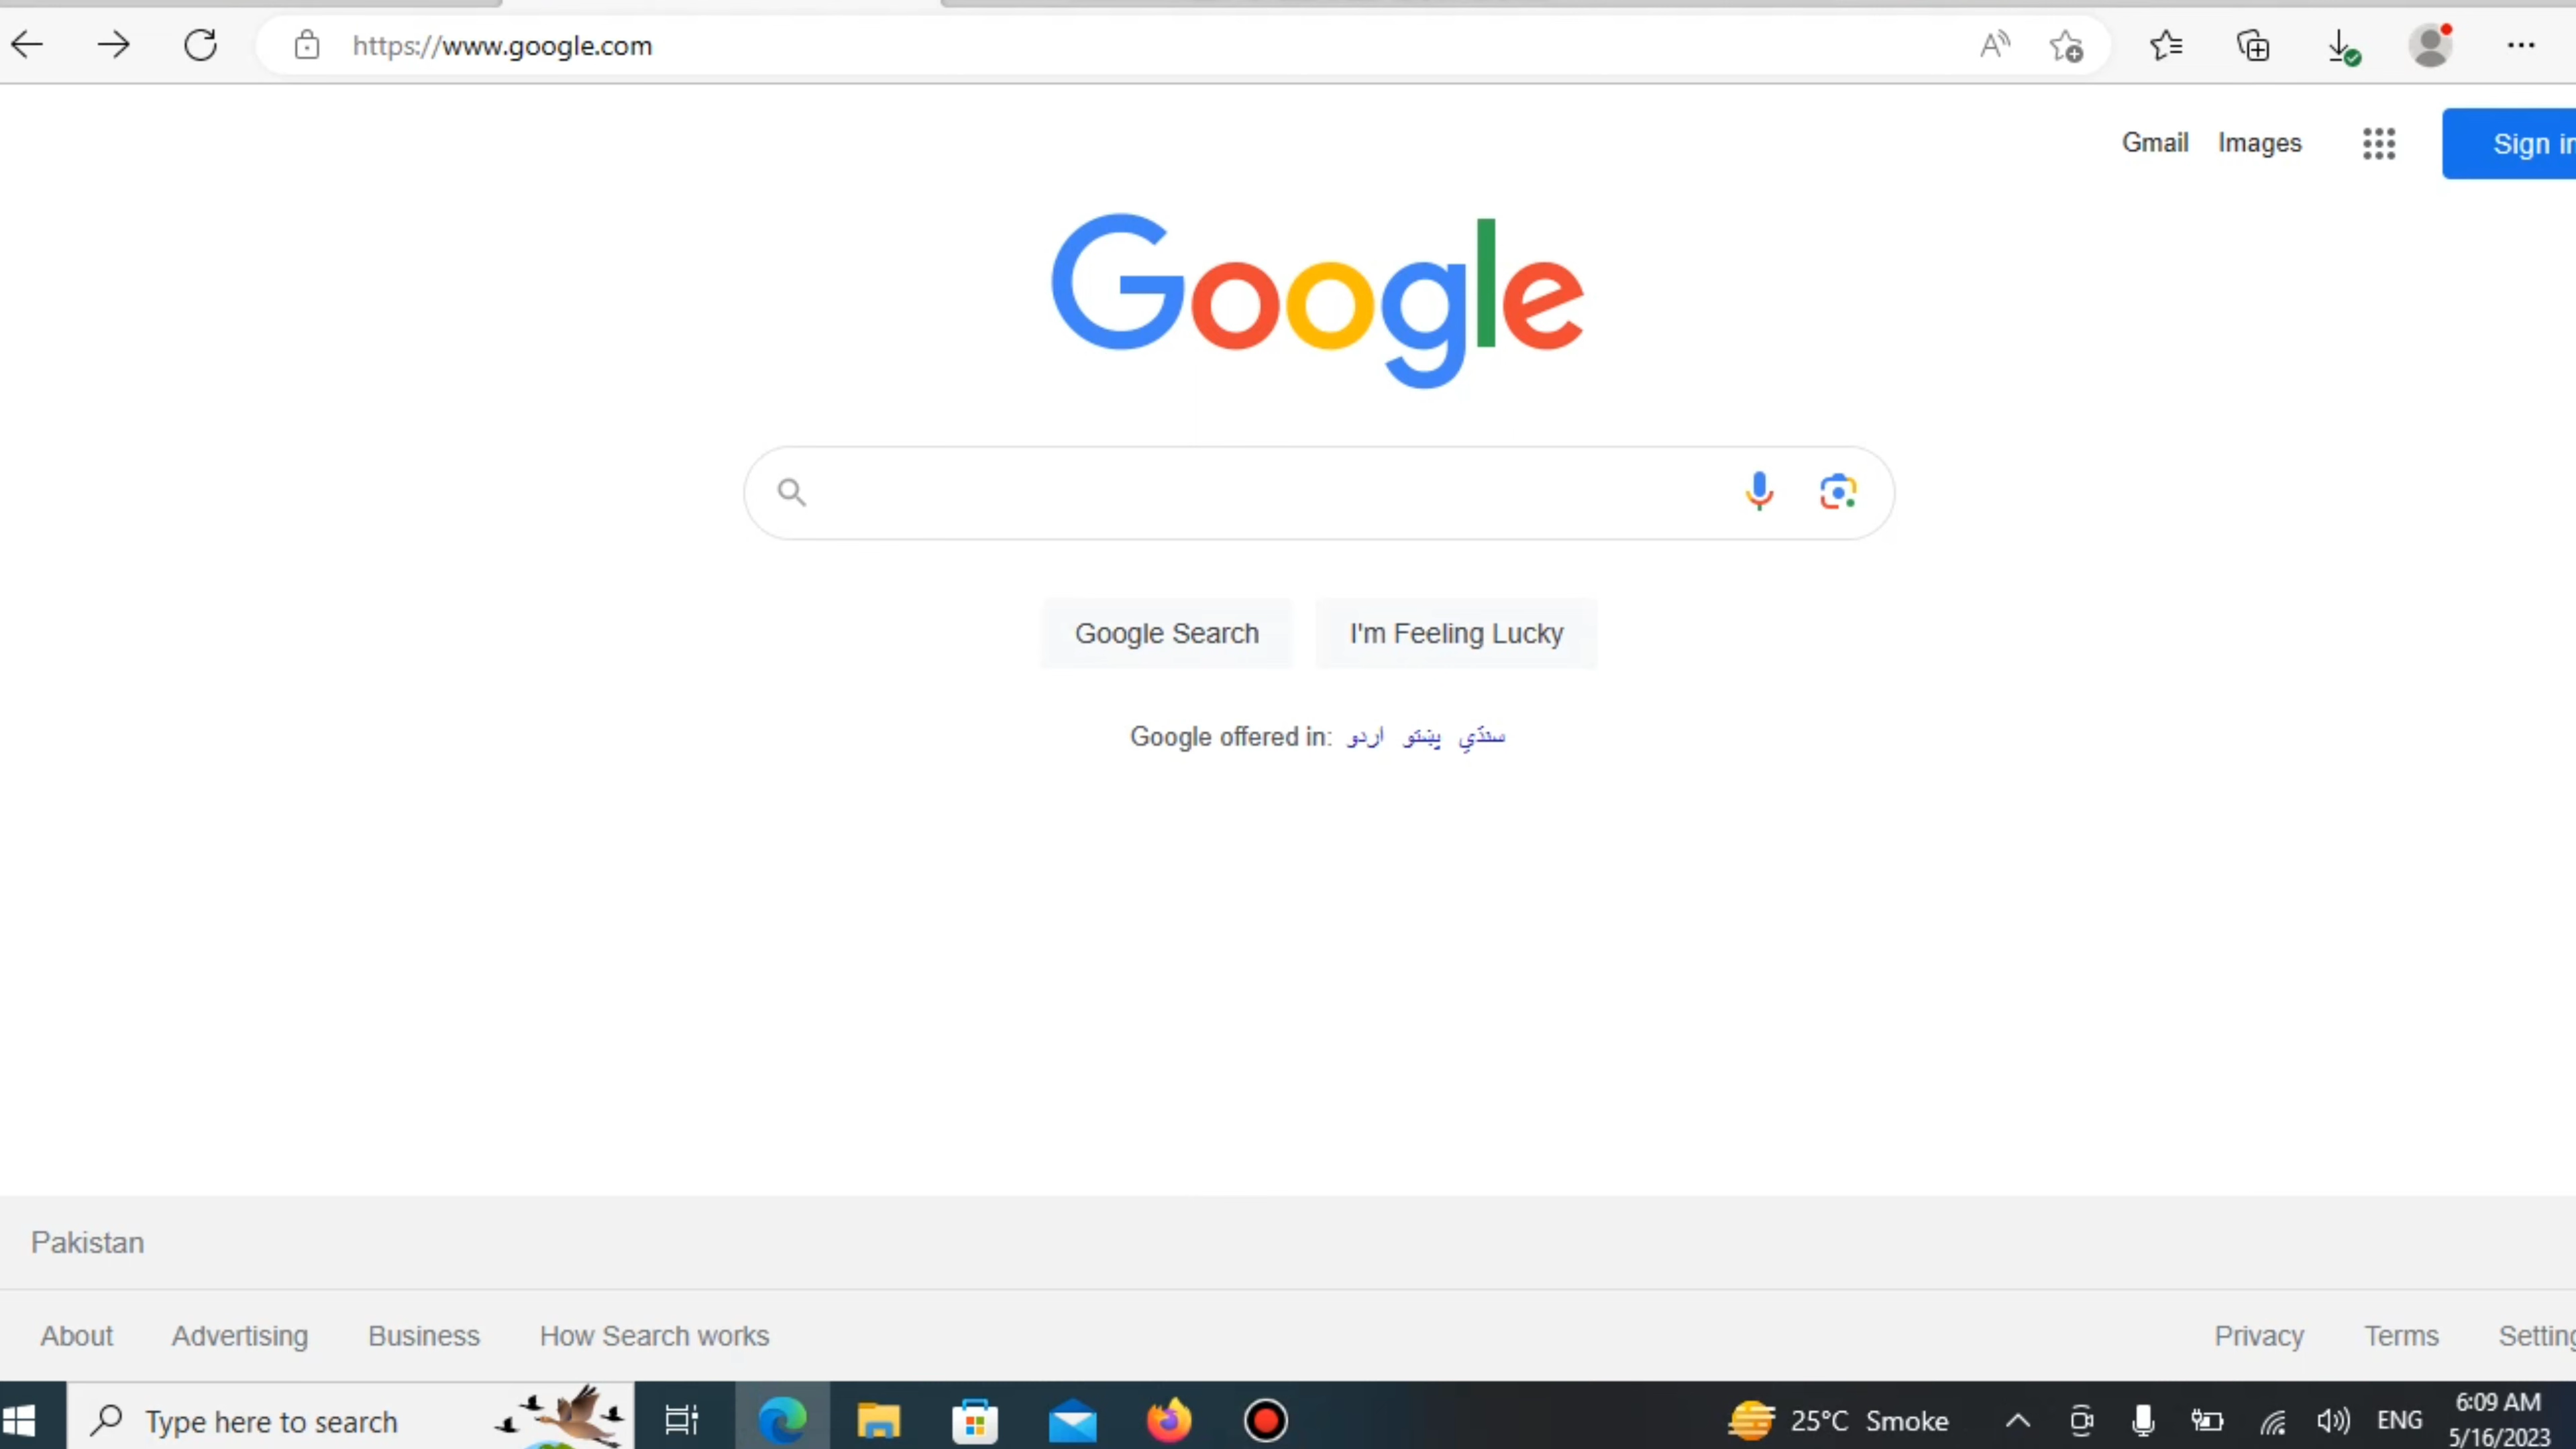 https://www.google.com
Gmail Images Sign in
Google
Google Search I'm Feeling Lucky
Google offered in: اردو پښتو سنڌي
Pakistan
About Advertising Business How Search works Privacy Terms Setting
Type here to search 25°C Smoke ENG 6:09 AM
5/16/2023